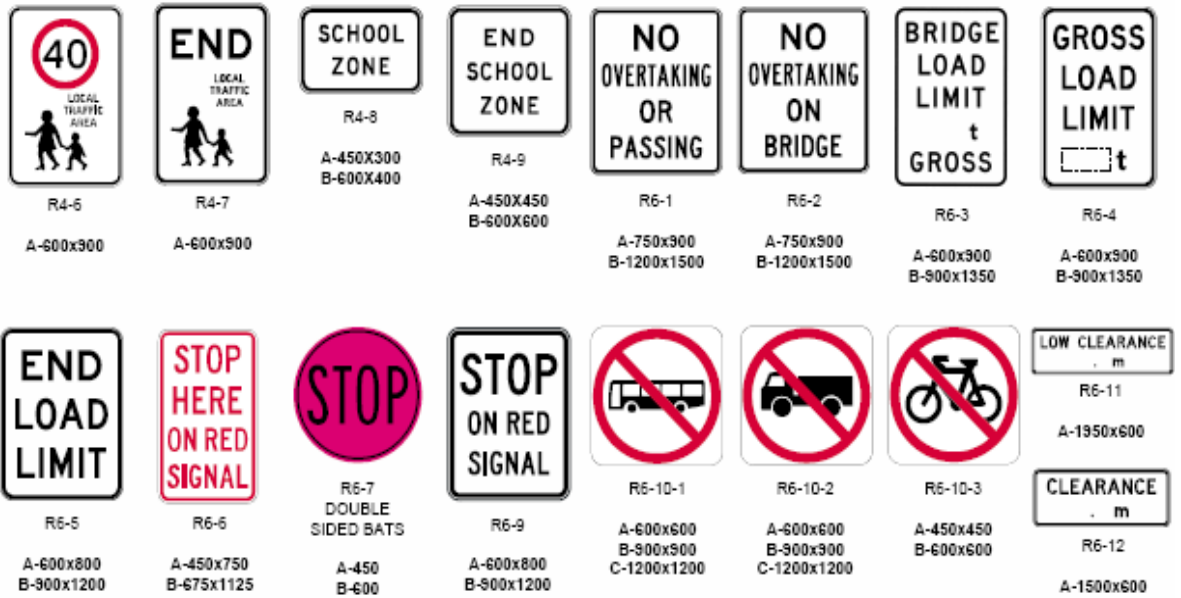 40
LOCAL
TRAFFIC
AREA
R4-6
A-600x900
END
LOCAL
TRAFFIC
AREA
R4-7
A-600x900
SCHOOL
ZONE
R4-8
A-450X300
B-600X400
END
SCHOOL
ZONE
R4-9
A-450X450
B-600X600
NO
OVERTAKING
OR
PASSING
R6-1
A-750x900
B-1200x1500
NO
OVERTAKING
ON
BRIDGE
R6-2
A-750x900
B-1200x1500
BRIDGE
LOAD
LIMIT
t
GROSS
R6-3
A-600x900
B-900x1350
GROSS
LOAD
LIMIT
t
R6-4
A-600x900
B-900x1350
END
LOAD
LIMIT
R6-5
A-600x800
B-900x1200
STOP
HERE
ON RED
SIGNAL
R6-6
A-450x750
B-675x1125
STOP
R6-7
DOUBLE
SIDED BATS
A-450
B-600
STOP
ON RED
SIGNAL
R6-9
A-600x800
B-900x1200
R6-10-1
A-600x600
B-900x900
C-1200x1200
R6-10-2
A-600x600
B-900x900
C-1200x1200
R6-10-3
A-450x450
B-600x600
LOW CLEARANCE
. m
R6-11
A-1950x600
CLEARANCE
. m
R6-12
A-1500x600